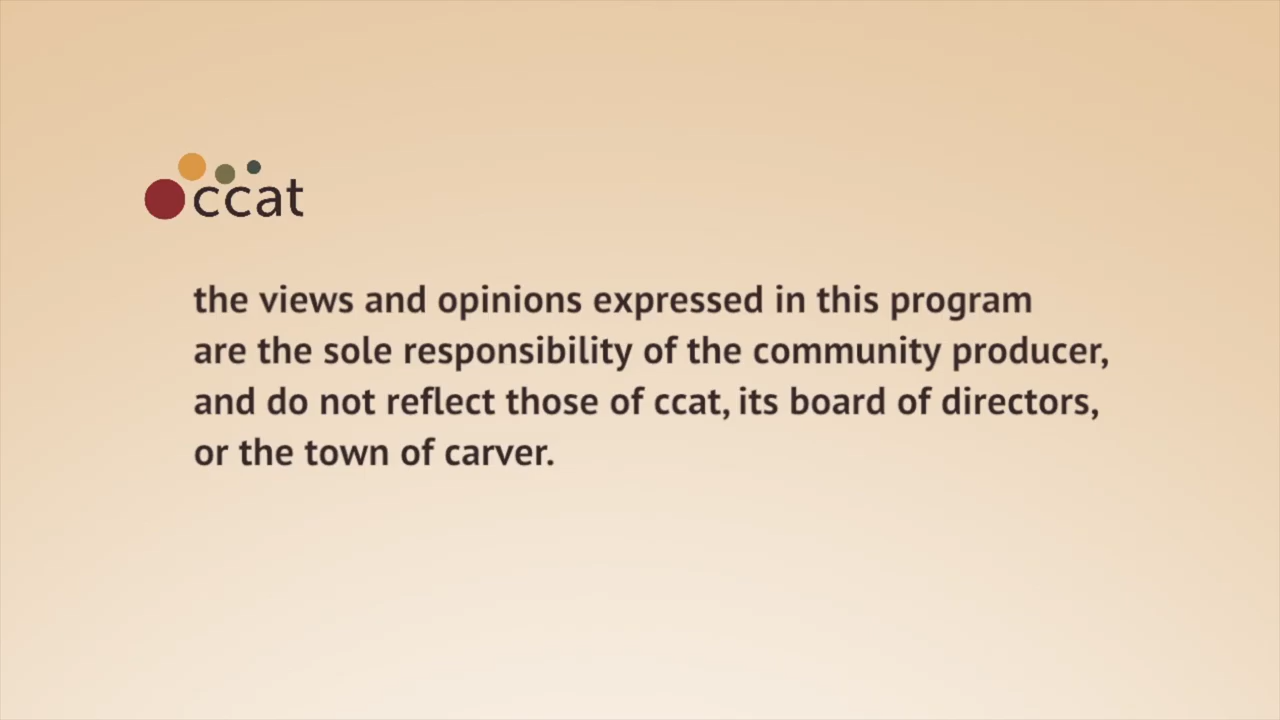 ccat
the views and opinions expressed in this program
are the sole responsibility of the community producer,
and do not reflect those of ccat, its board of directors,
or the town of carver.